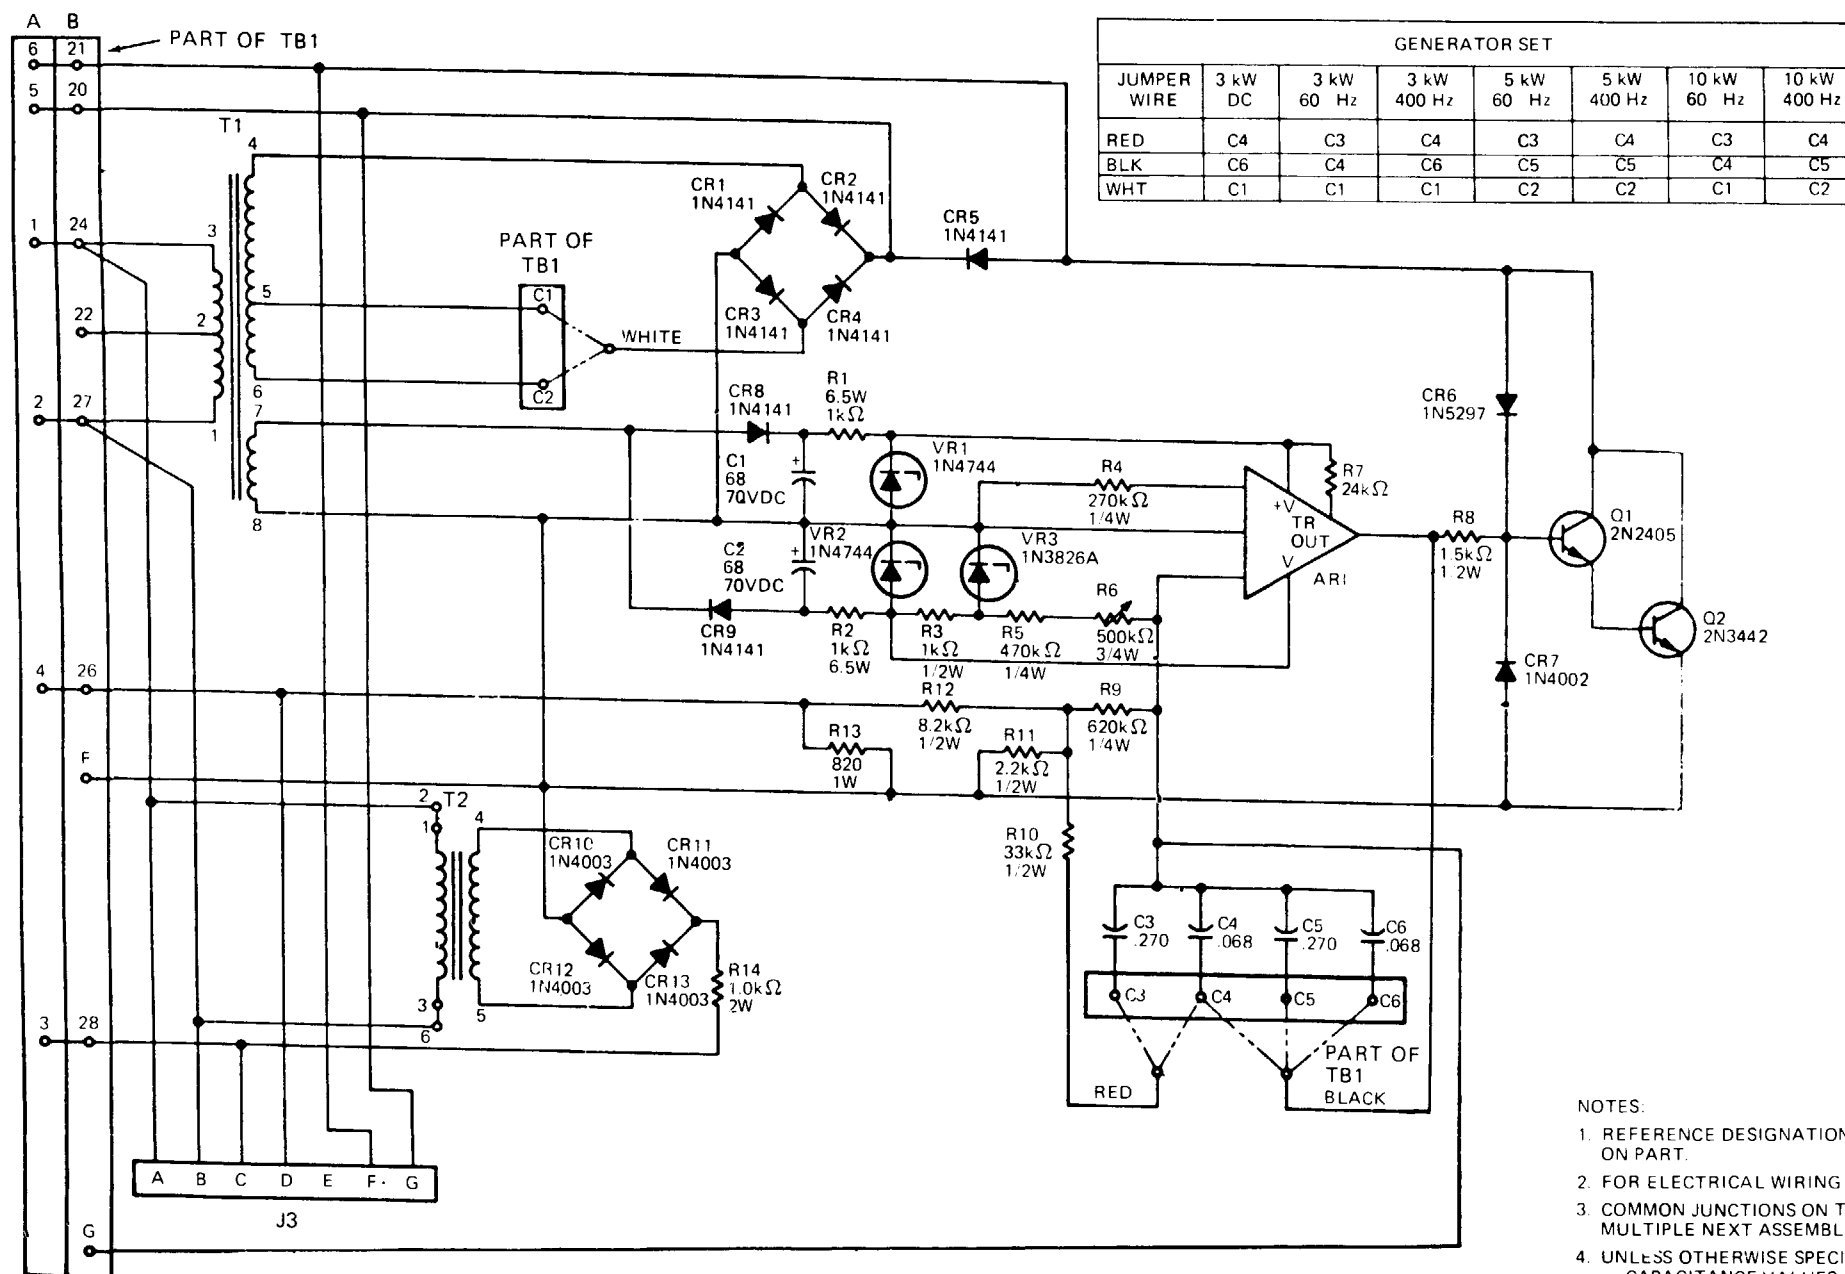 A B
PART OF TB1
6 21
5 20
1 24
22
2 27
4 26
F
3 28
G
T1
4
3
5
2
6
7
1
8
PART OF
TB1
C1
C2
WHITE
CR1
1N4141
CR2
1N4141
CR3
1N4141
CR4
1N4141
CR5
1N4141
GENERATOR SET
JUMPER WIRE 3 kW DC 3 kW 60 Hz 3 kW 400 Hz 5 kW 60 Hz 5 kW 400 Hz 10 kW 60 Hz 10 kW 400 Hz
RED C4 C3 C4 C3 C4 C3 C4
BLK C6 C4 C6 C5 C5 C4 C5
WHT C1 C1 C1 C2 C2 C1 C2
CR8
1N4141
R1
6.5W
1kΩ
C1
68
70VDC
+
VR1
1N4744
R4
270kΩ
1/4W
R7
24kΩ
+V
TR
OUT
V
AR1
VR2
1N4744
C2
68
70VDC
+
VR3
1N3826A
CR9
1N4141
R2
1kΩ
6.5W
R3
1kΩ
1/2W
R5
470kΩ
1/4W
R6
500kΩ
3/4W
CR6
1N5297
R8
1.5kΩ
1/2W
Q1
2N2405
Q2
2N3442
CR7
1N4002
R12
8.2kΩ
1/2W
R9
620kΩ
1/4W
R13
820
1W
R11
2.2kΩ
1/2W
R10
33kΩ
1/2W
T2
2
1
3
6
4
5
CR10
1N4003
CR11
1N4003
CR12
1N4003
CR13
1N4003
R14
1.0kΩ
2W
C3
.270
C4
.068
C5
.270
C6
.068
C3 C4 C5 C6
PART OF
TB1
RED
BLACK
A B C D E F G
J3
NOTES:
1. REFERENCE DESIGNATION
ON PART.
2. FOR ELECTRICAL WIRING
3. COMMON JUNCTIONS ON T
MULTIPLE NEXT ASSEMBL
4. UNLESS OTHERWISE SPECI
CAPACITANCE VALUES